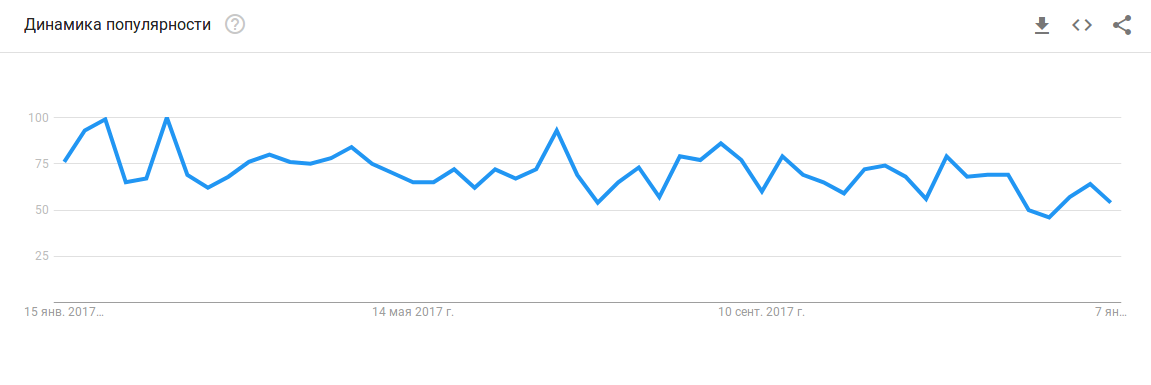 Динамика популярности
100
75
50
25
15 янв. 2017… 14 мая 2017 г. 10 сент. 2017 г. 7 ян…